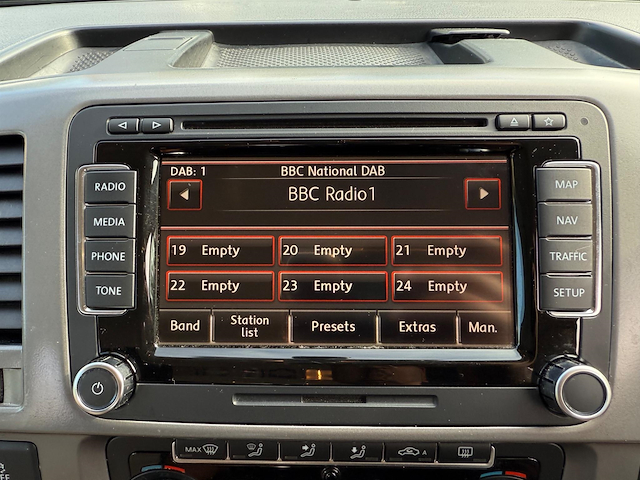 DAB: 1 BBC National DAB
BBC Radio1
19 Empty 20 Empty 21 Empty
22 Empty 23 Empty 24 Empty
Band Station list Presets Extras Man.
RADIO
MEDIA
PHONE
TONE
MAP
NAV
TRAFFIC
SETUP
MAX
A
OFF